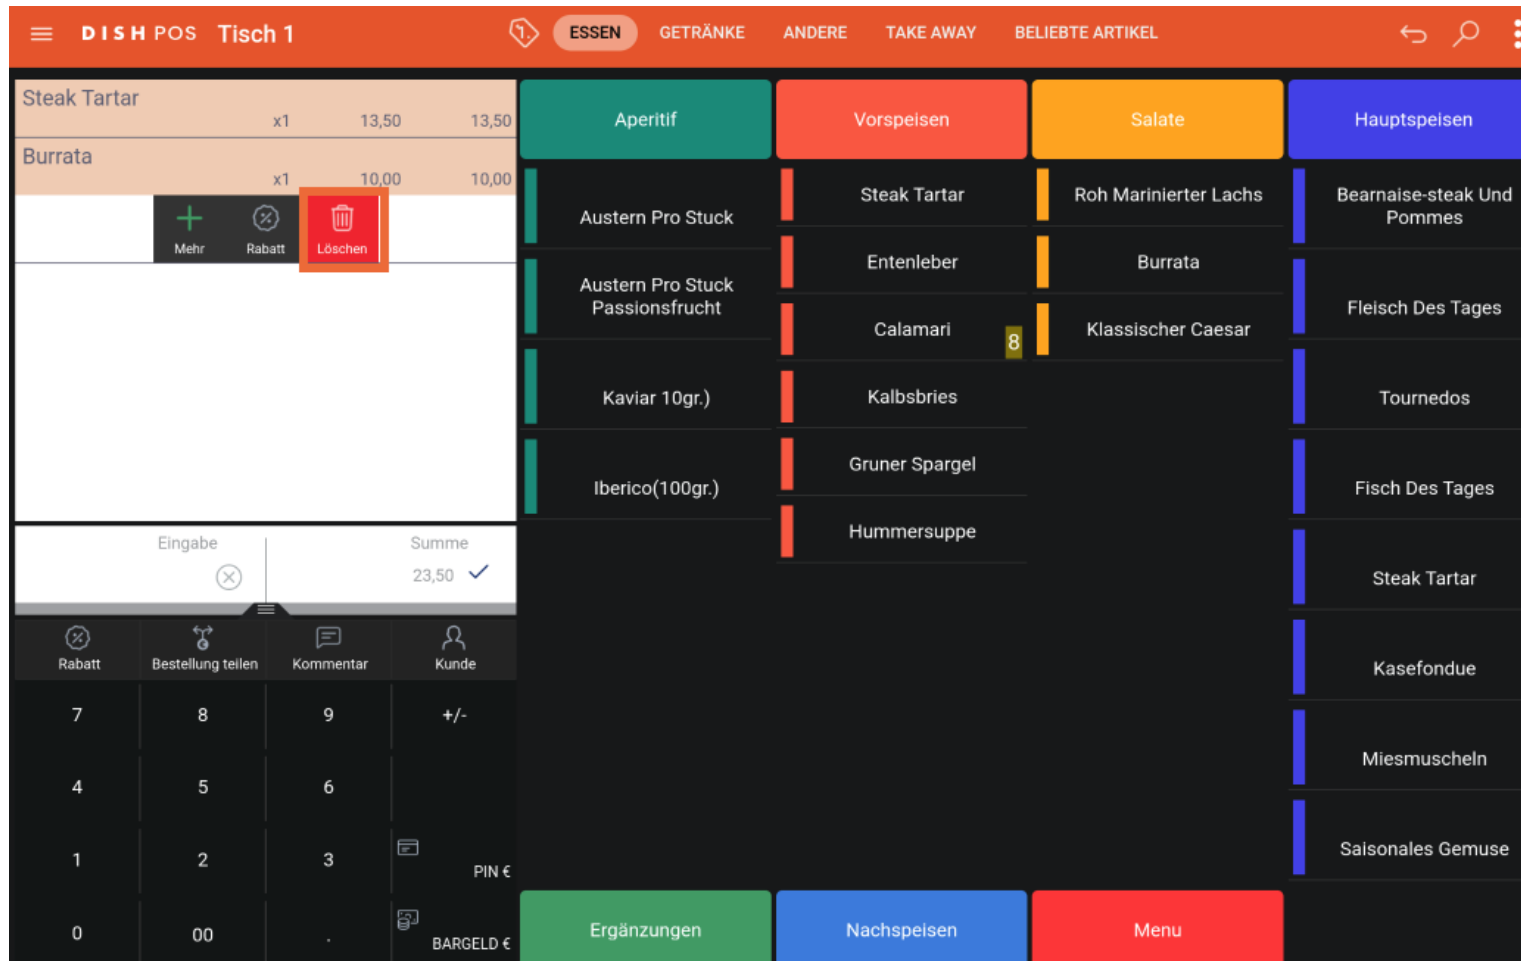 DISH POS Tisch 1
1.
ESSEN GETRÄNKE ANDERE TAKE AWAY BELIEBTE ARTIKEL
Steak Tartar
x1 13,50 13,50
Burrata
x1 10,00 10,00
Mehr Rabatt Löschen
Eingabe Summe
23,50
Rabatt Bestellung teilen Kommentar Kunde
7 8 9 +/-
4 5 6
1 2 3 PIN €
0 00 . BARGELD €
Aperitif
Austern Pro Stuck
Austern Pro Stuck
Passionsfrucht
Kaviar 10gr.)
Iberico(100gr.)
Vorspeisen
Steak Tartar
Entenleber
Calamari 8
Kalbsbries
Gruner Spargel
Hummersuppe
Salate
Roh Marinierter Lachs
Burrata
Klassischer Caesar
Hauptspeisen
Bearnaise-steak Und
Pommes
Fleisch Des Tages
Tournedos
Fisch Des Tages
Steak Tartar
Kasefondue
Miesmuscheln
Saisonales Gemuse
Ergänzungen Nachspeisen Menu